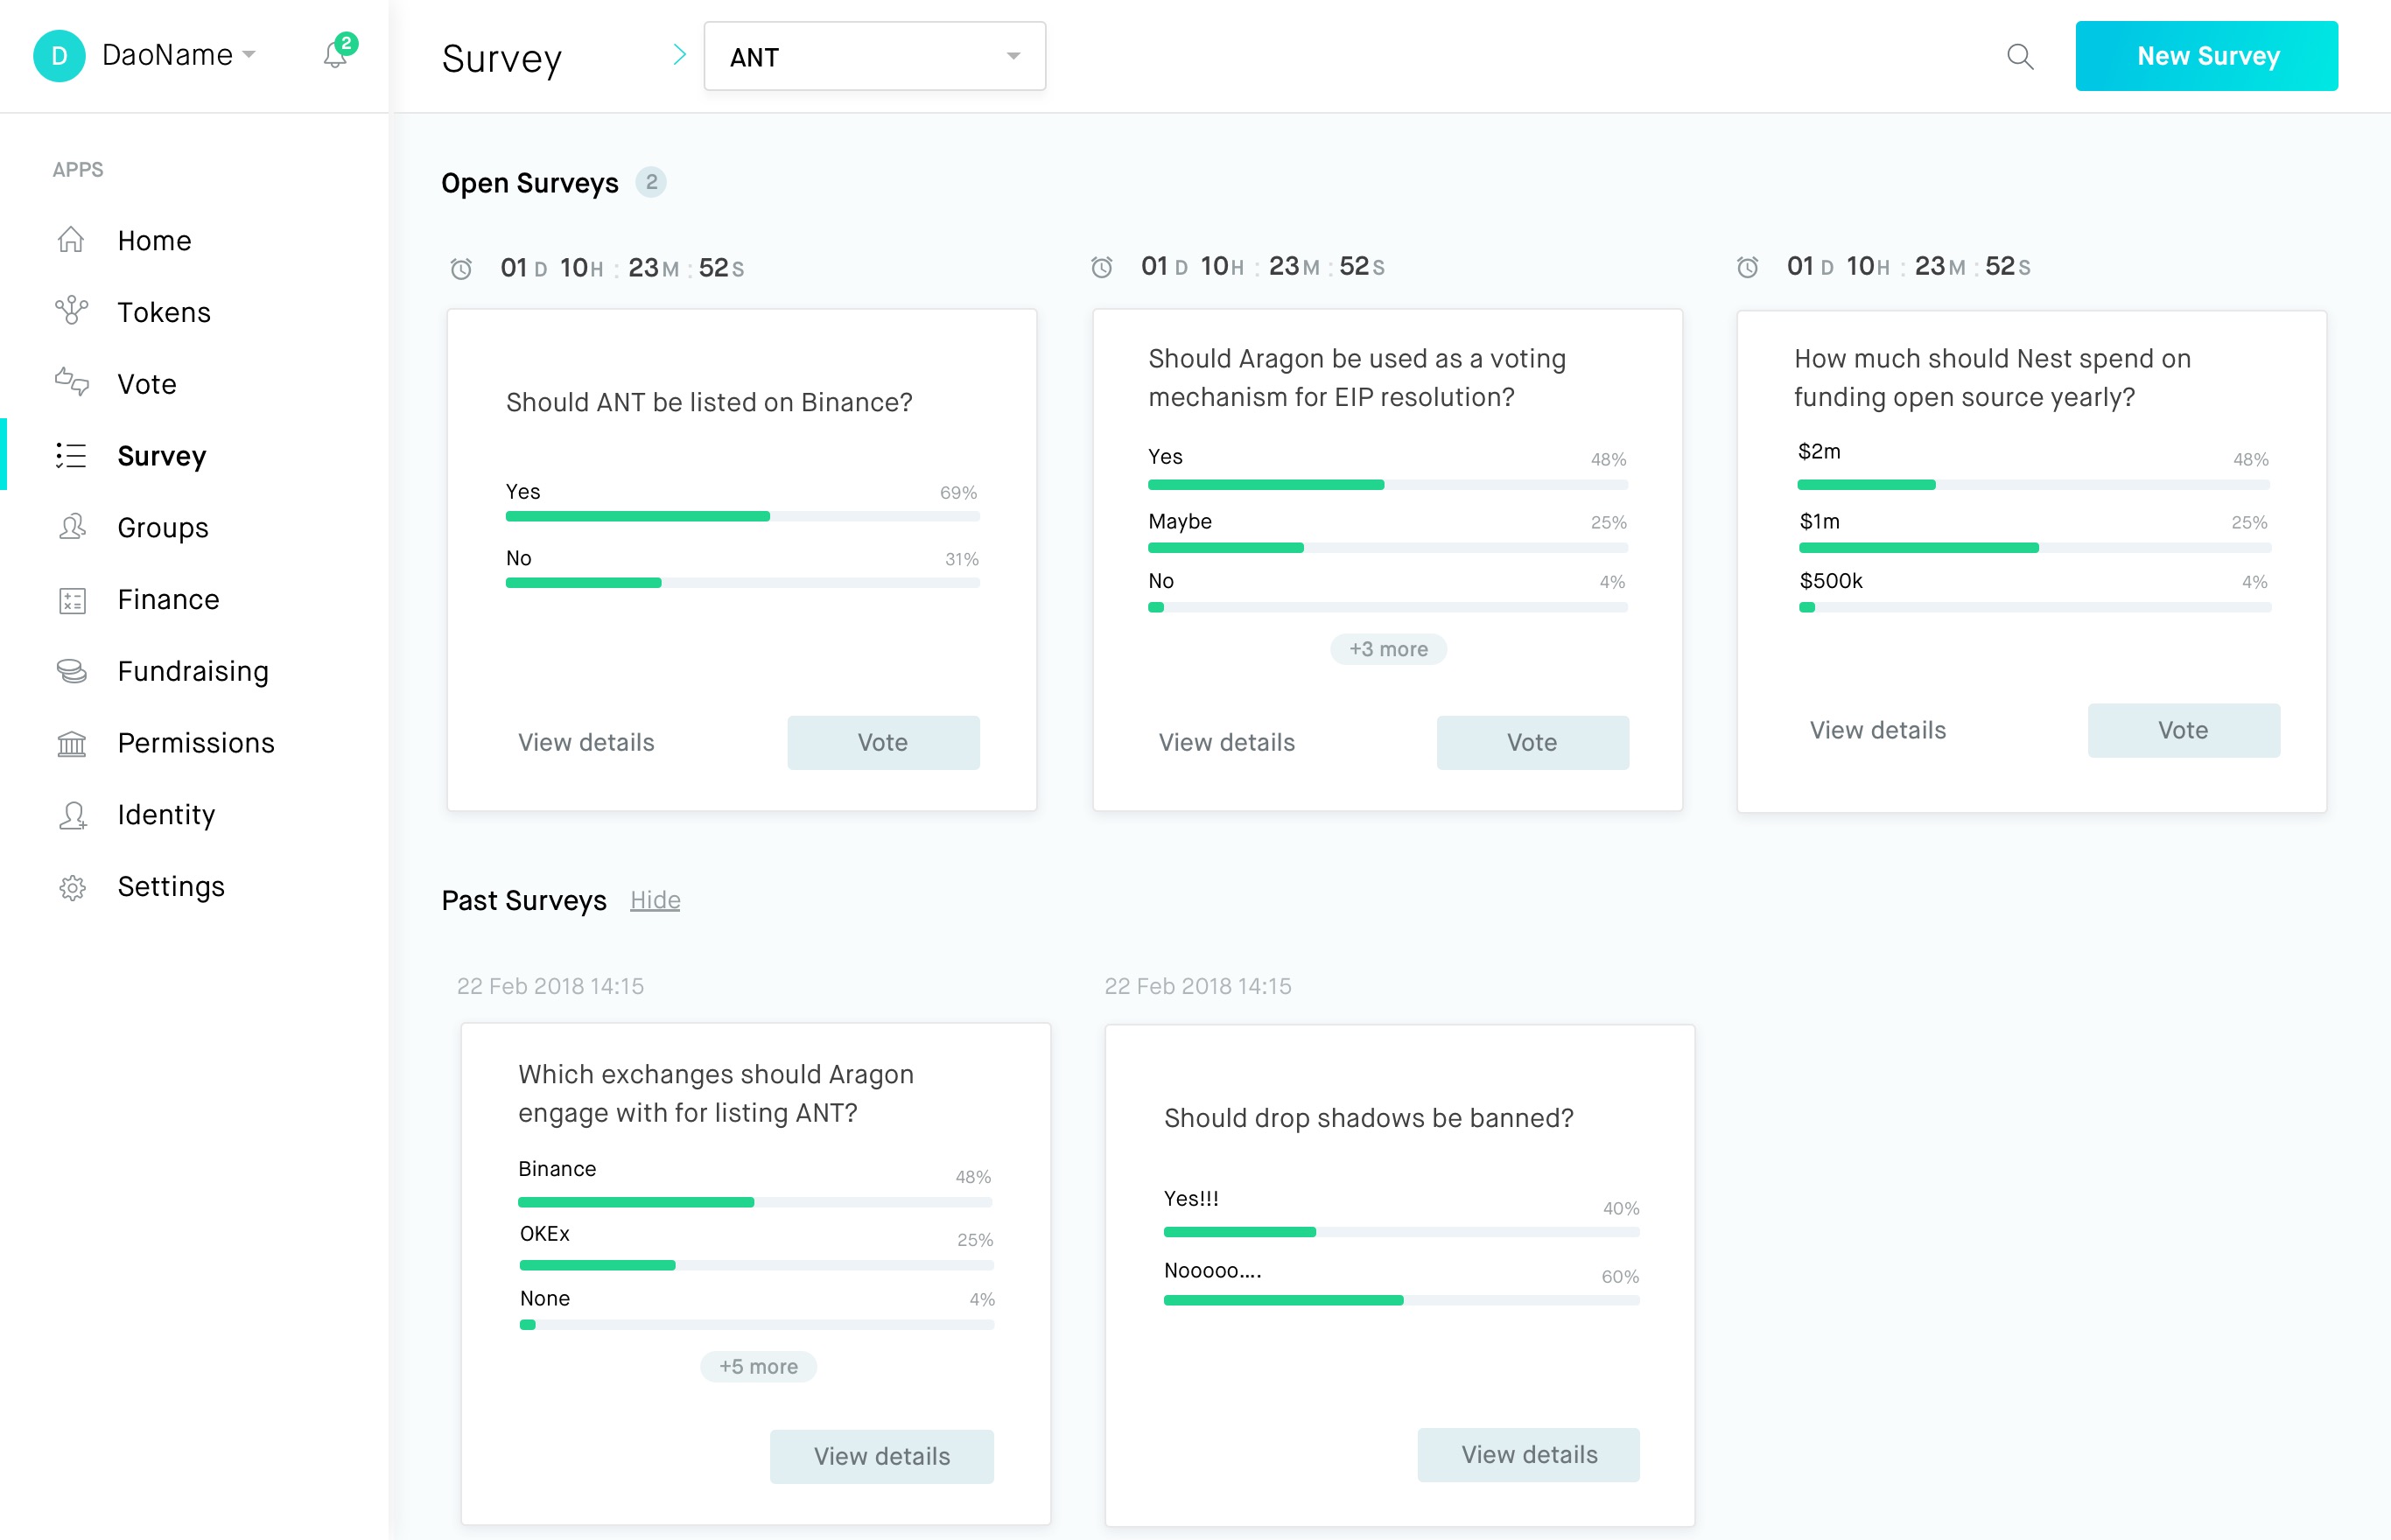 D DaoName 2
Survey
ANT
New Survey
APPS
Home
Tokens
Vote
Survey
Groups
Finance
Fundraising
Permissions
Identity
Settings
Open Surveys 2
01 D 10 H : 23 M : 52 S
Should ANT be listed on Binance?
Yes 69%
No 31%
View details Vote
01 D 10 H : 23 M : 52 S
Should Aragon be used as a voting
mechanism for EIP resolution?
Yes 48%
Maybe 25%
No 4%
+3 more
View details Vote
01 D 10 H : 23 M : 52 S
How much should Nest spend on
funding open source yearly?
$2m 48%
$1m 25%
$500k 4%
View details Vote
Past Surveys Hide
22 Feb 2018 14:15
Which exchanges should Aragon
engage with for listing ANT?
Binance 48%
OKEx 25%
None 4%
+5 more
View details
22 Feb 2018 14:15
Should drop shadows be banned?
Yes!!! 40%
Nooooo.... 60%
View details